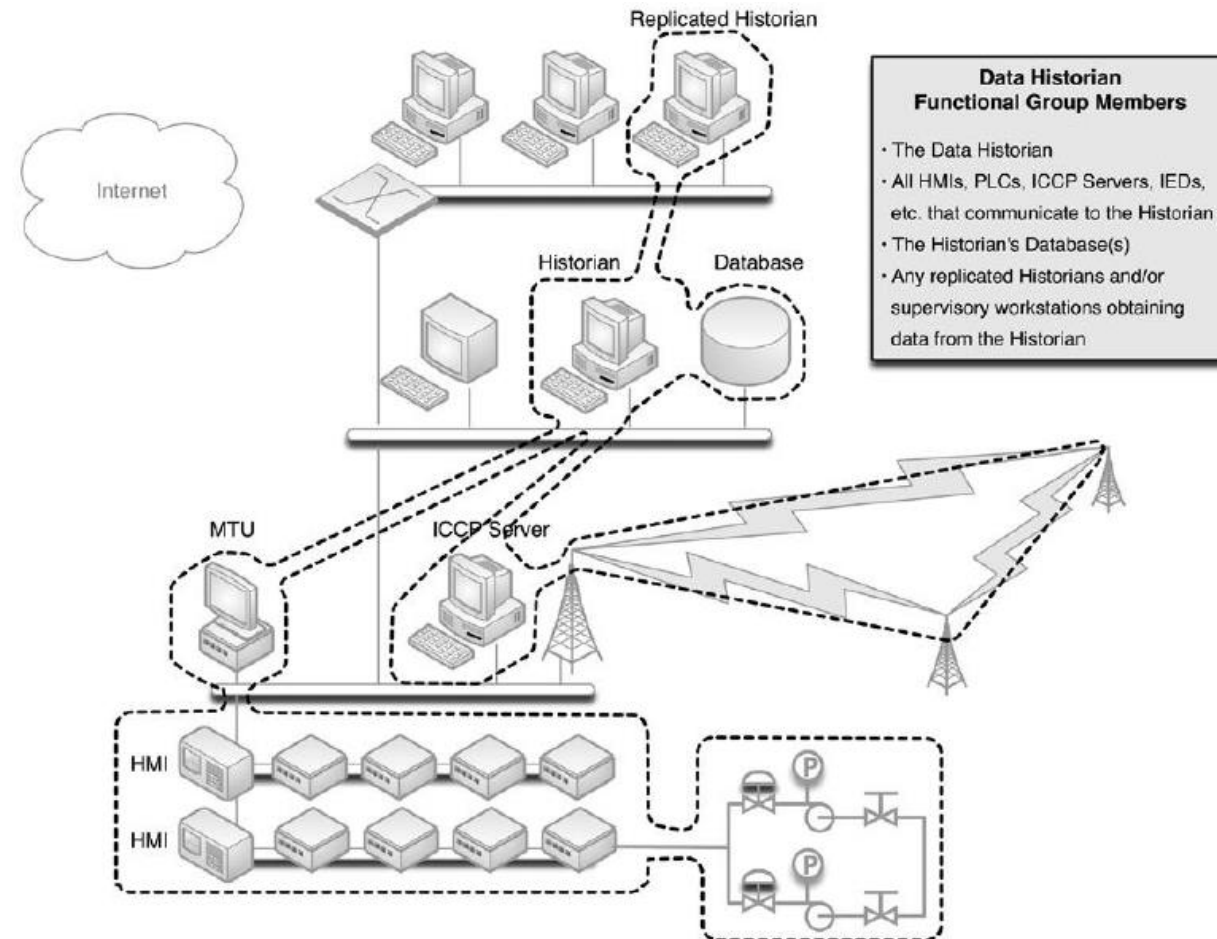 Replicated Historian
Data Historian
Functional Group Members
• The Data Historian
• All HMIs, PLCs, ICCP Servers, IEDs,
etc. that communicate to the Historian
• The Historian's Database(s)
• Any replicated Historians and/or
supervisory workstations obtaining
data from the Historian
Internet
Historian
Database
MTU
ICCP Server
HMI
P
HMI
P